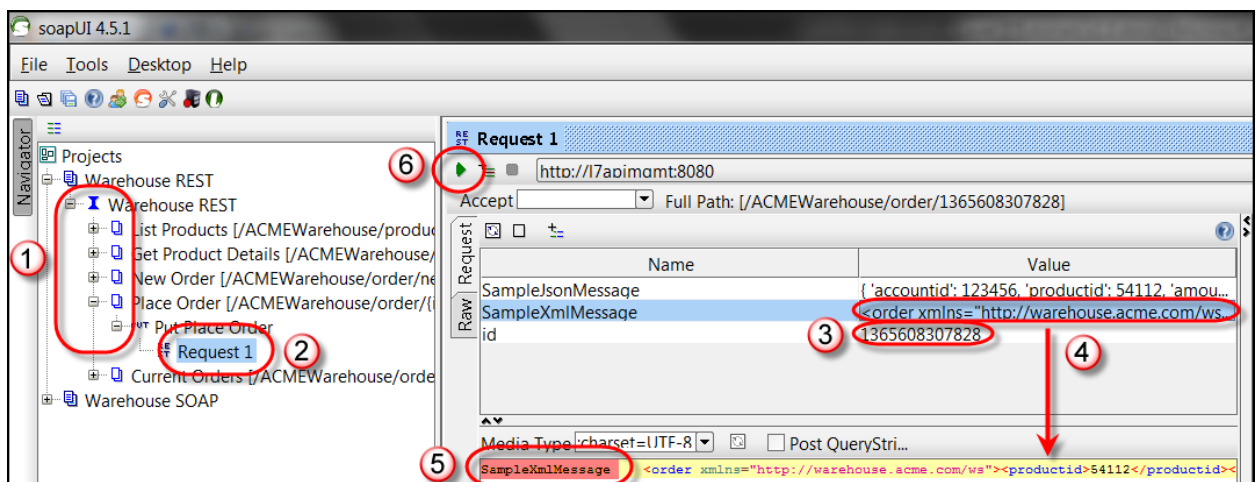 soapUI 4.5.1
File Tools Desktop Help
Navigator
Projects
Warehouse REST
Warehouse REST
List Products [/ACMEWarehouse/produc
Get Product Details [/ACMEWarehouse/
New Order [/ACMEWarehouse/order/ne
Place Order [/ACMEWarehouse/order/{i
Put Place Order
Request 1
Current Orders [/ACMEWarehouse/orde
Warehouse SOAP
1
2
Request 1
6
http://l7apimgmt:8080
Accept Full Path: [/ACMEWarehouse/order/1365608307828]
Request
Raw
Name Value
SampleJsonMessage { 'accountid': 123456, 'productid': 54112, 'amou...
SampleXmlMessage <order xmlns="http://warehouse.acme.com/ws...
id 1365608307828
3
4
Media Type :charset=UTF-8 Post QueryStri...
5
SampleXmlMessage <order xmlns="http://warehouse.acme.com/ws"><productid>54112</productid><